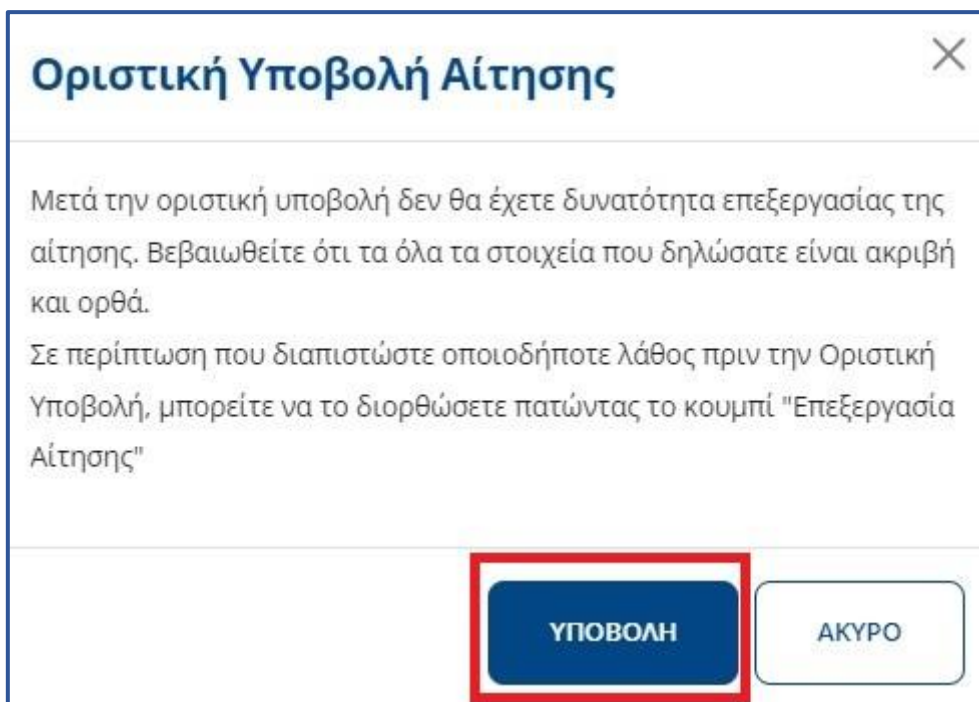 Οριστική Υποβολή Αίτησης
Μετά την οριστική υποβολή δεν θα έχετε δυνατότητα επεξεργασίας της
αίτησης. Βεβαιωθείτε ότι τα όλα τα στοιχεία που δηλώσατε είναι ακριβή
και ορθά.
Σε περίπτωση που διαπιστώστε οποιοδήποτε λάθος πριν την Οριστική
Υποβολή, μπορείτε να το διορθώσετε πατώντας το κουμπί "Επεξεργασία
Αίτησης"
ΥΠΟΒΟΛΗ
ΑΚΥΡΟ